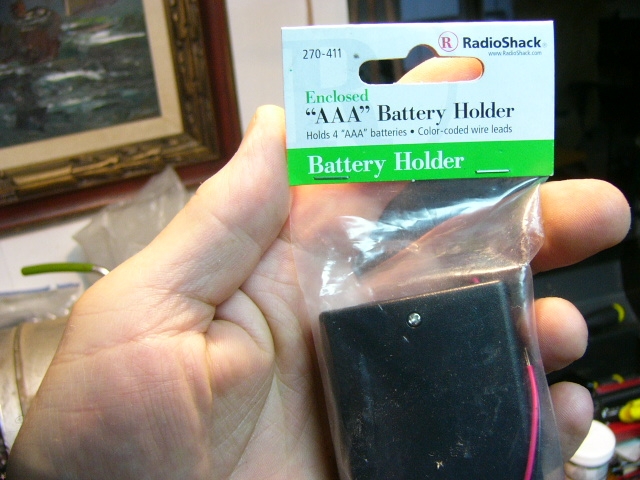 270-411
R RadioShack®
www.RadioShack.com
Enclosed
"AAA" Battery Holder
Holds 4 "AAA" batteries • Color-coded wire leads
Battery Holder